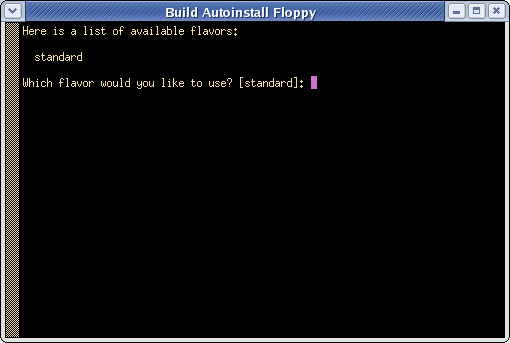 Build Autoinstall Floppy
Here is a list of available flavors:
standard
Which flavor would you like to use? [standard]: